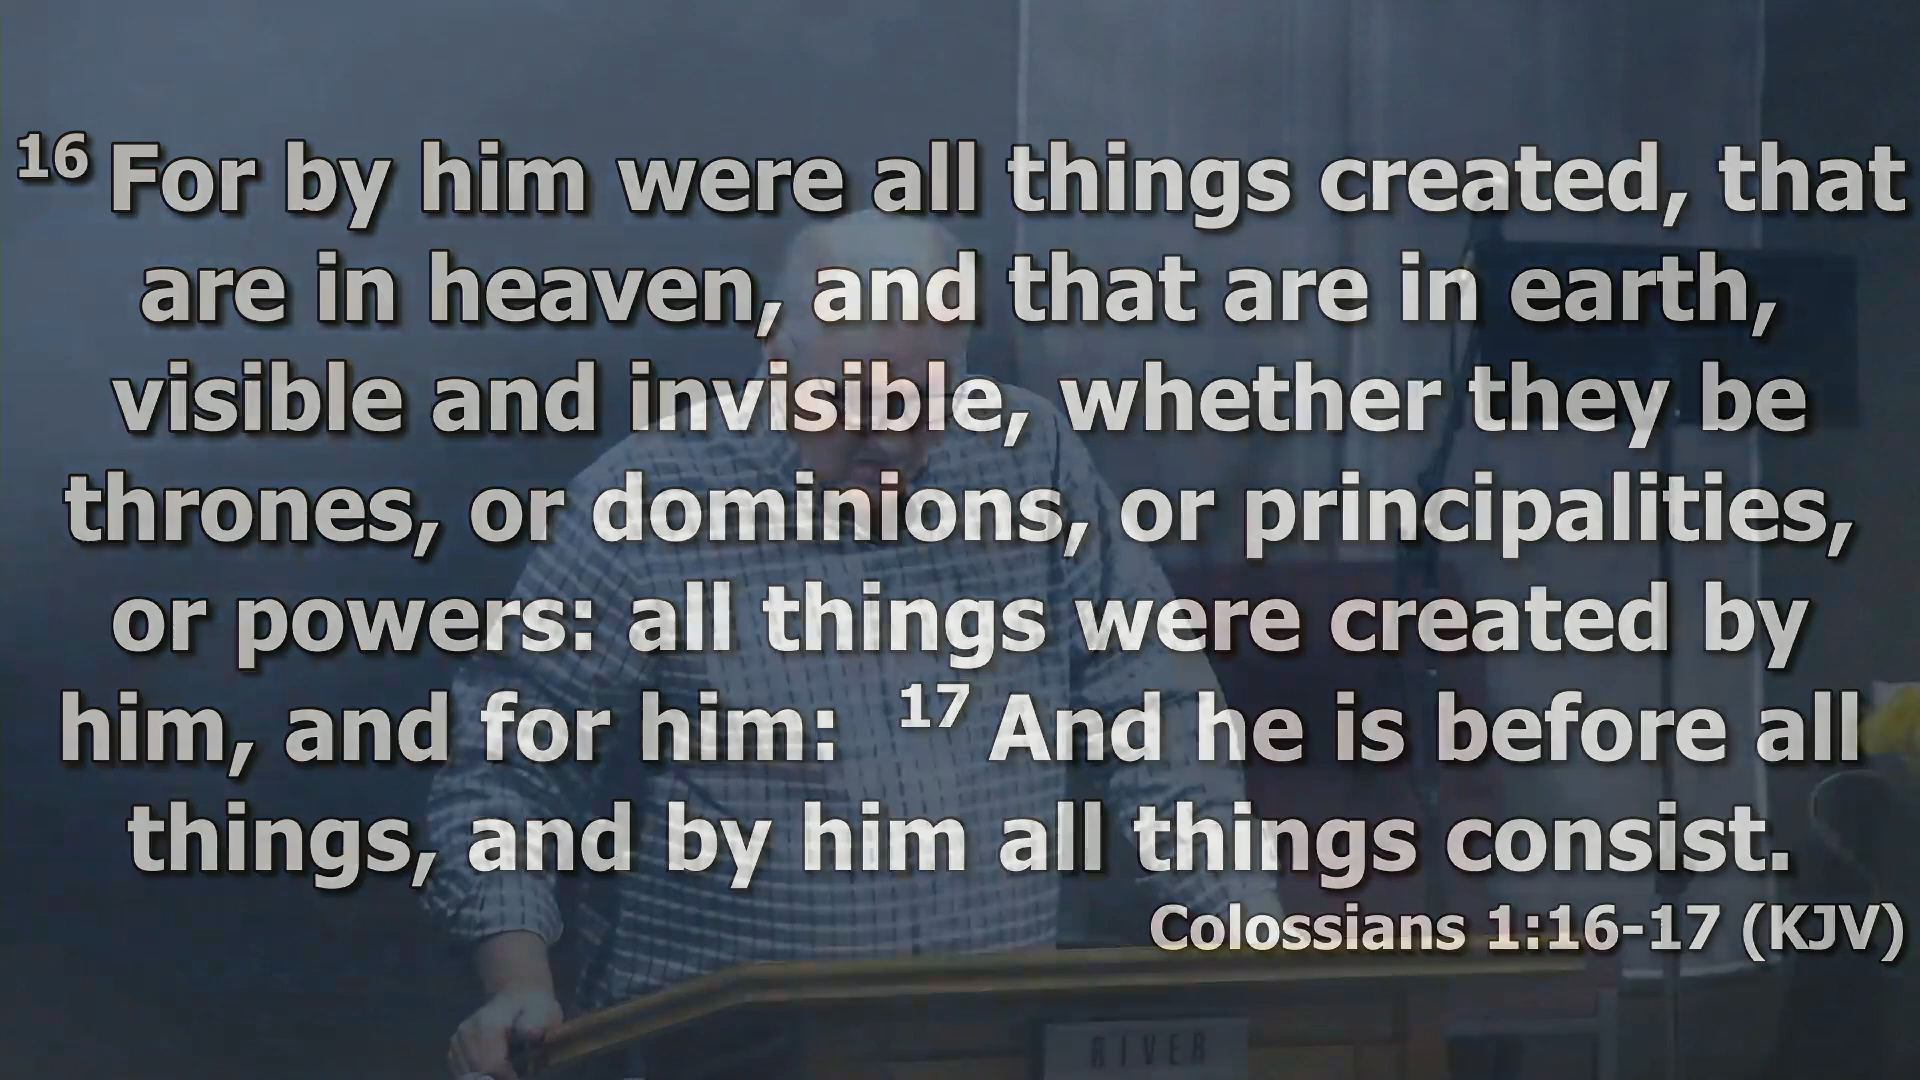 16 For by him were all things created, that
are in heaven, and that are in earth,
visible and invisible, whether they be
thrones, or dominions, or principalities,
or powers: all things were created by
him, and for him: 17 And he is before all
things, and by him all things consist.
Colossians 1:16-17 (KJV)
RIVER